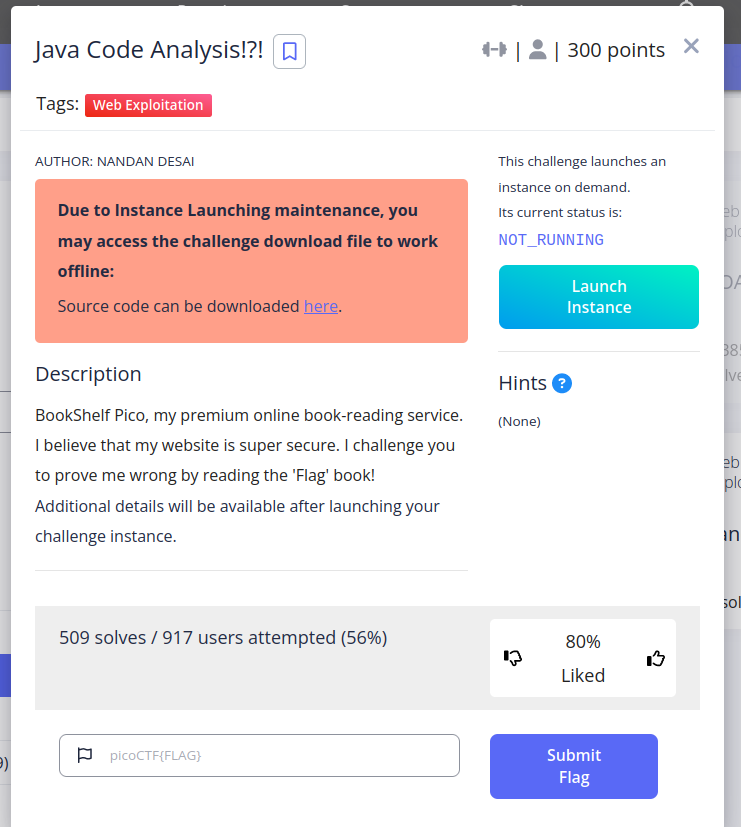 Java Code Analysis!?!
| | 300 points
Tags: Web Exploitation
AUTHOR: NANDAN DESAI
Due to Instance Launching maintenance, you
may access the challenge download file to work
offline:
Source code can be downloaded here.
Description
BookShelf Pico, my premium online book-reading service.
I believe that my website is super secure. I challenge you
to prove me wrong by reading the 'Flag' book!
Additional details will be available after launching your
challenge instance.
This challenge launches an
instance on demand.
Its current status is:
NOT_RUNNING
Launch
Instance
Hints ?
(None)
509 solves / 917 users attempted (56%)
80%
Liked
picoCTF{FLAG}
Submit
Flag